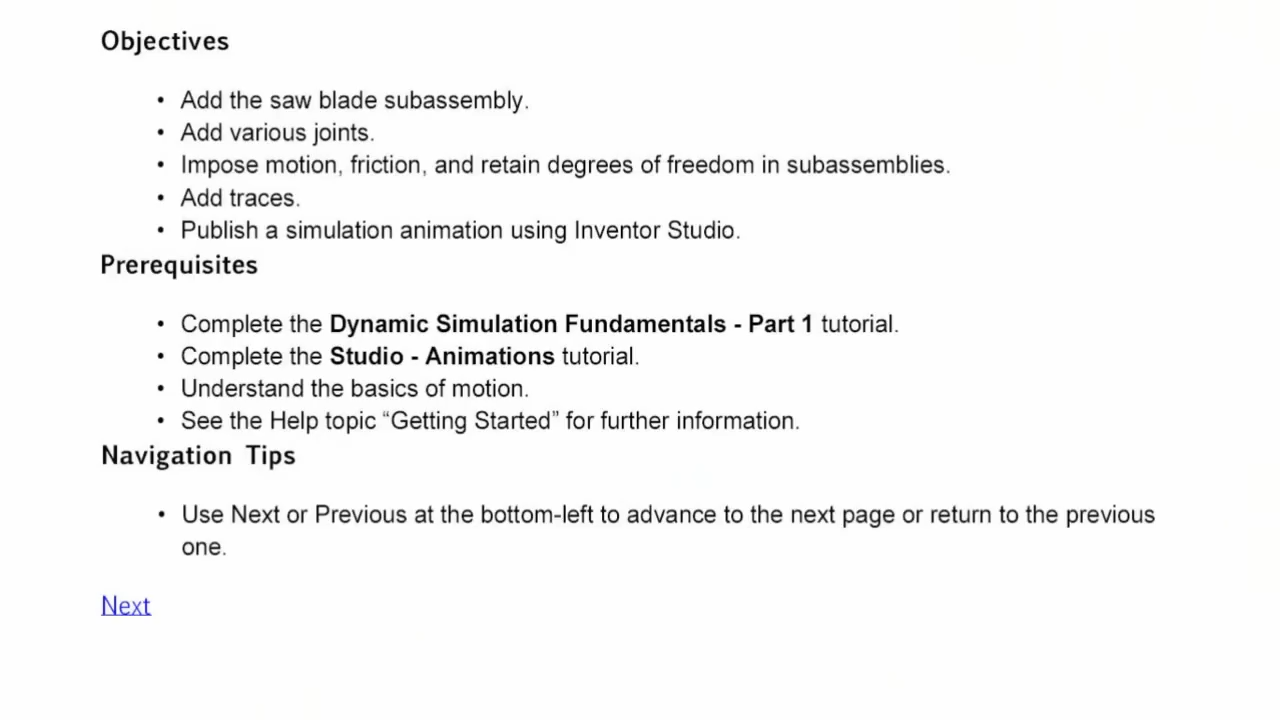 Objectives
• Add the saw blade subassembly.
• Add various joints.
• Impose motion, friction, and retain degrees of freedom in subassemblies.
• Add traces.
• Publish a simulation animation using Inventor Studio.
Prerequisites
• Complete the Dynamic Simulation Fundamentals - Part 1 tutorial.
• Complete the Studio - Animations tutorial.
• Understand the basics of motion.
• See the Help topic “Getting Started” for further information.
Navigation Tips
• Use Next or Previous at the bottom-left to advance to the next page or return to the previous
one.
Next